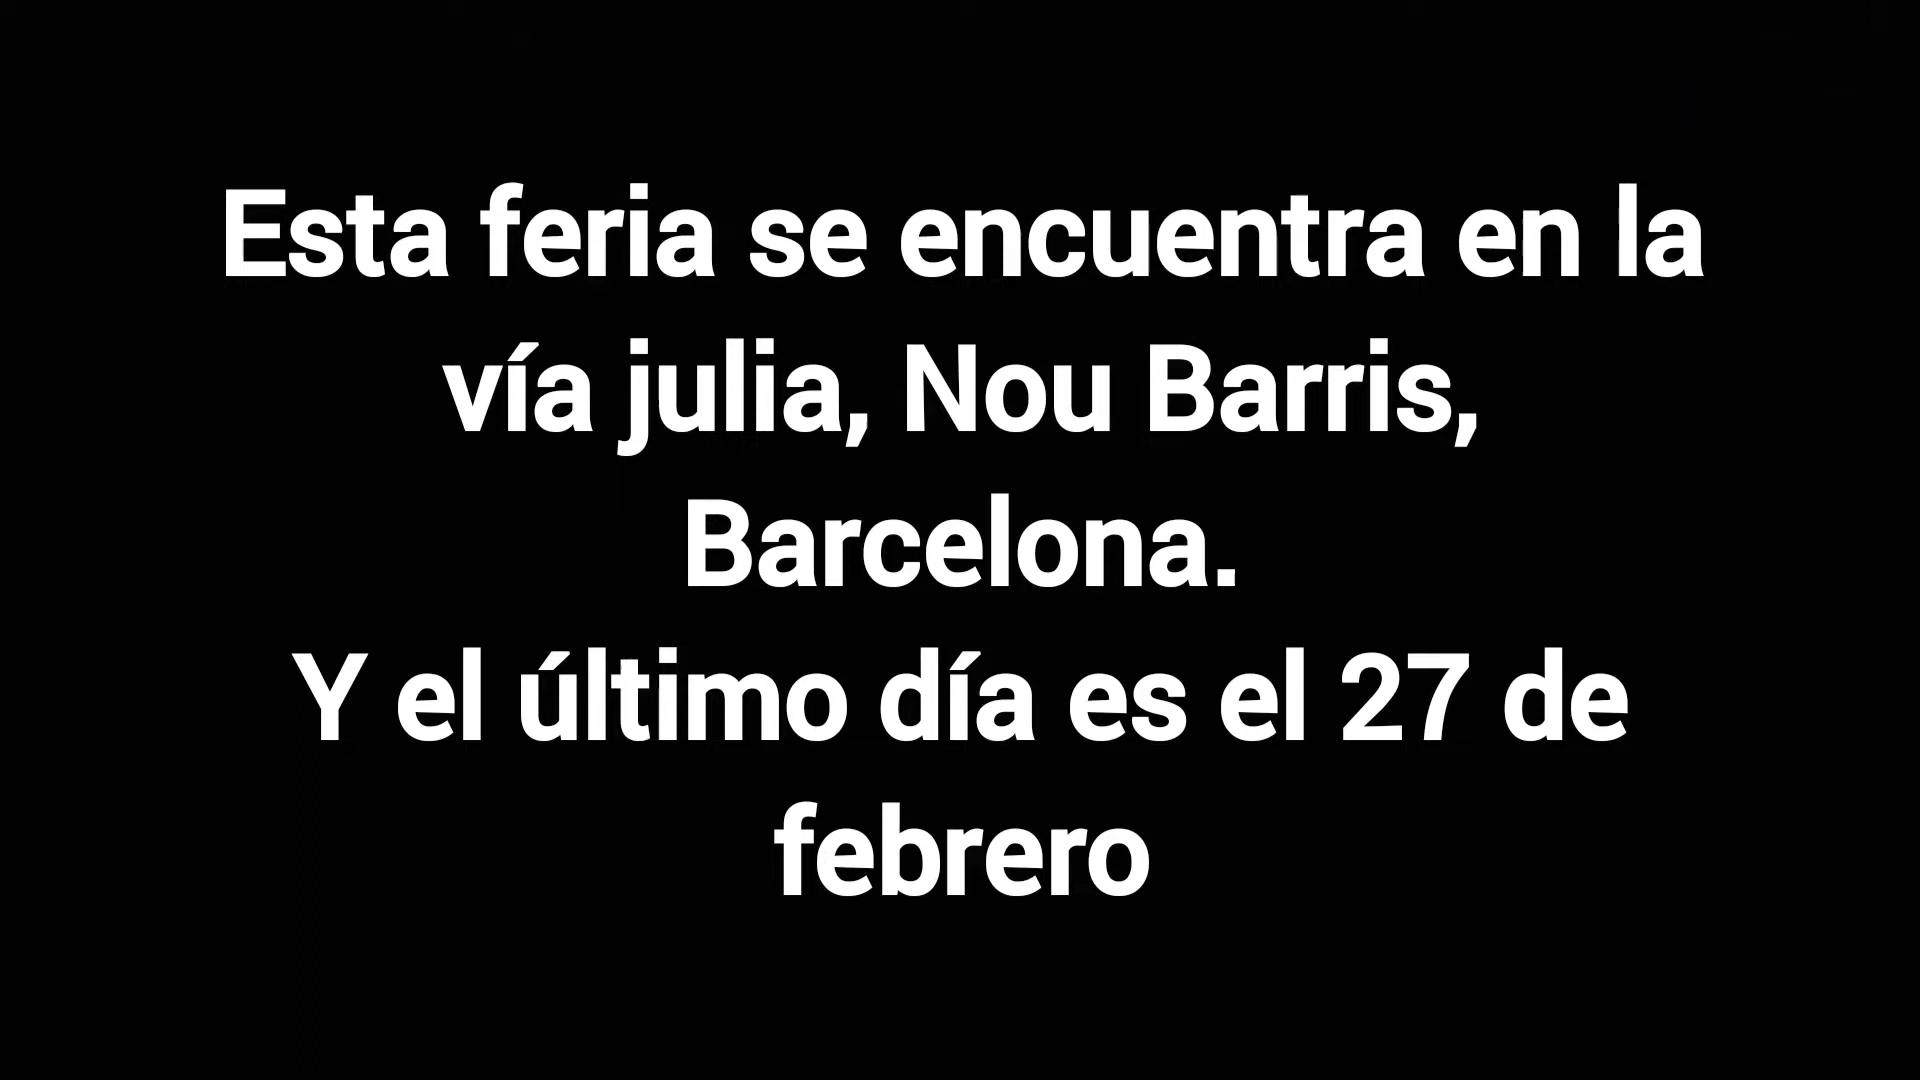 Esta feria se encuentra en la
vía julia, Nou Barris,
Barcelona.
Y el último día es el 27 de
febrero